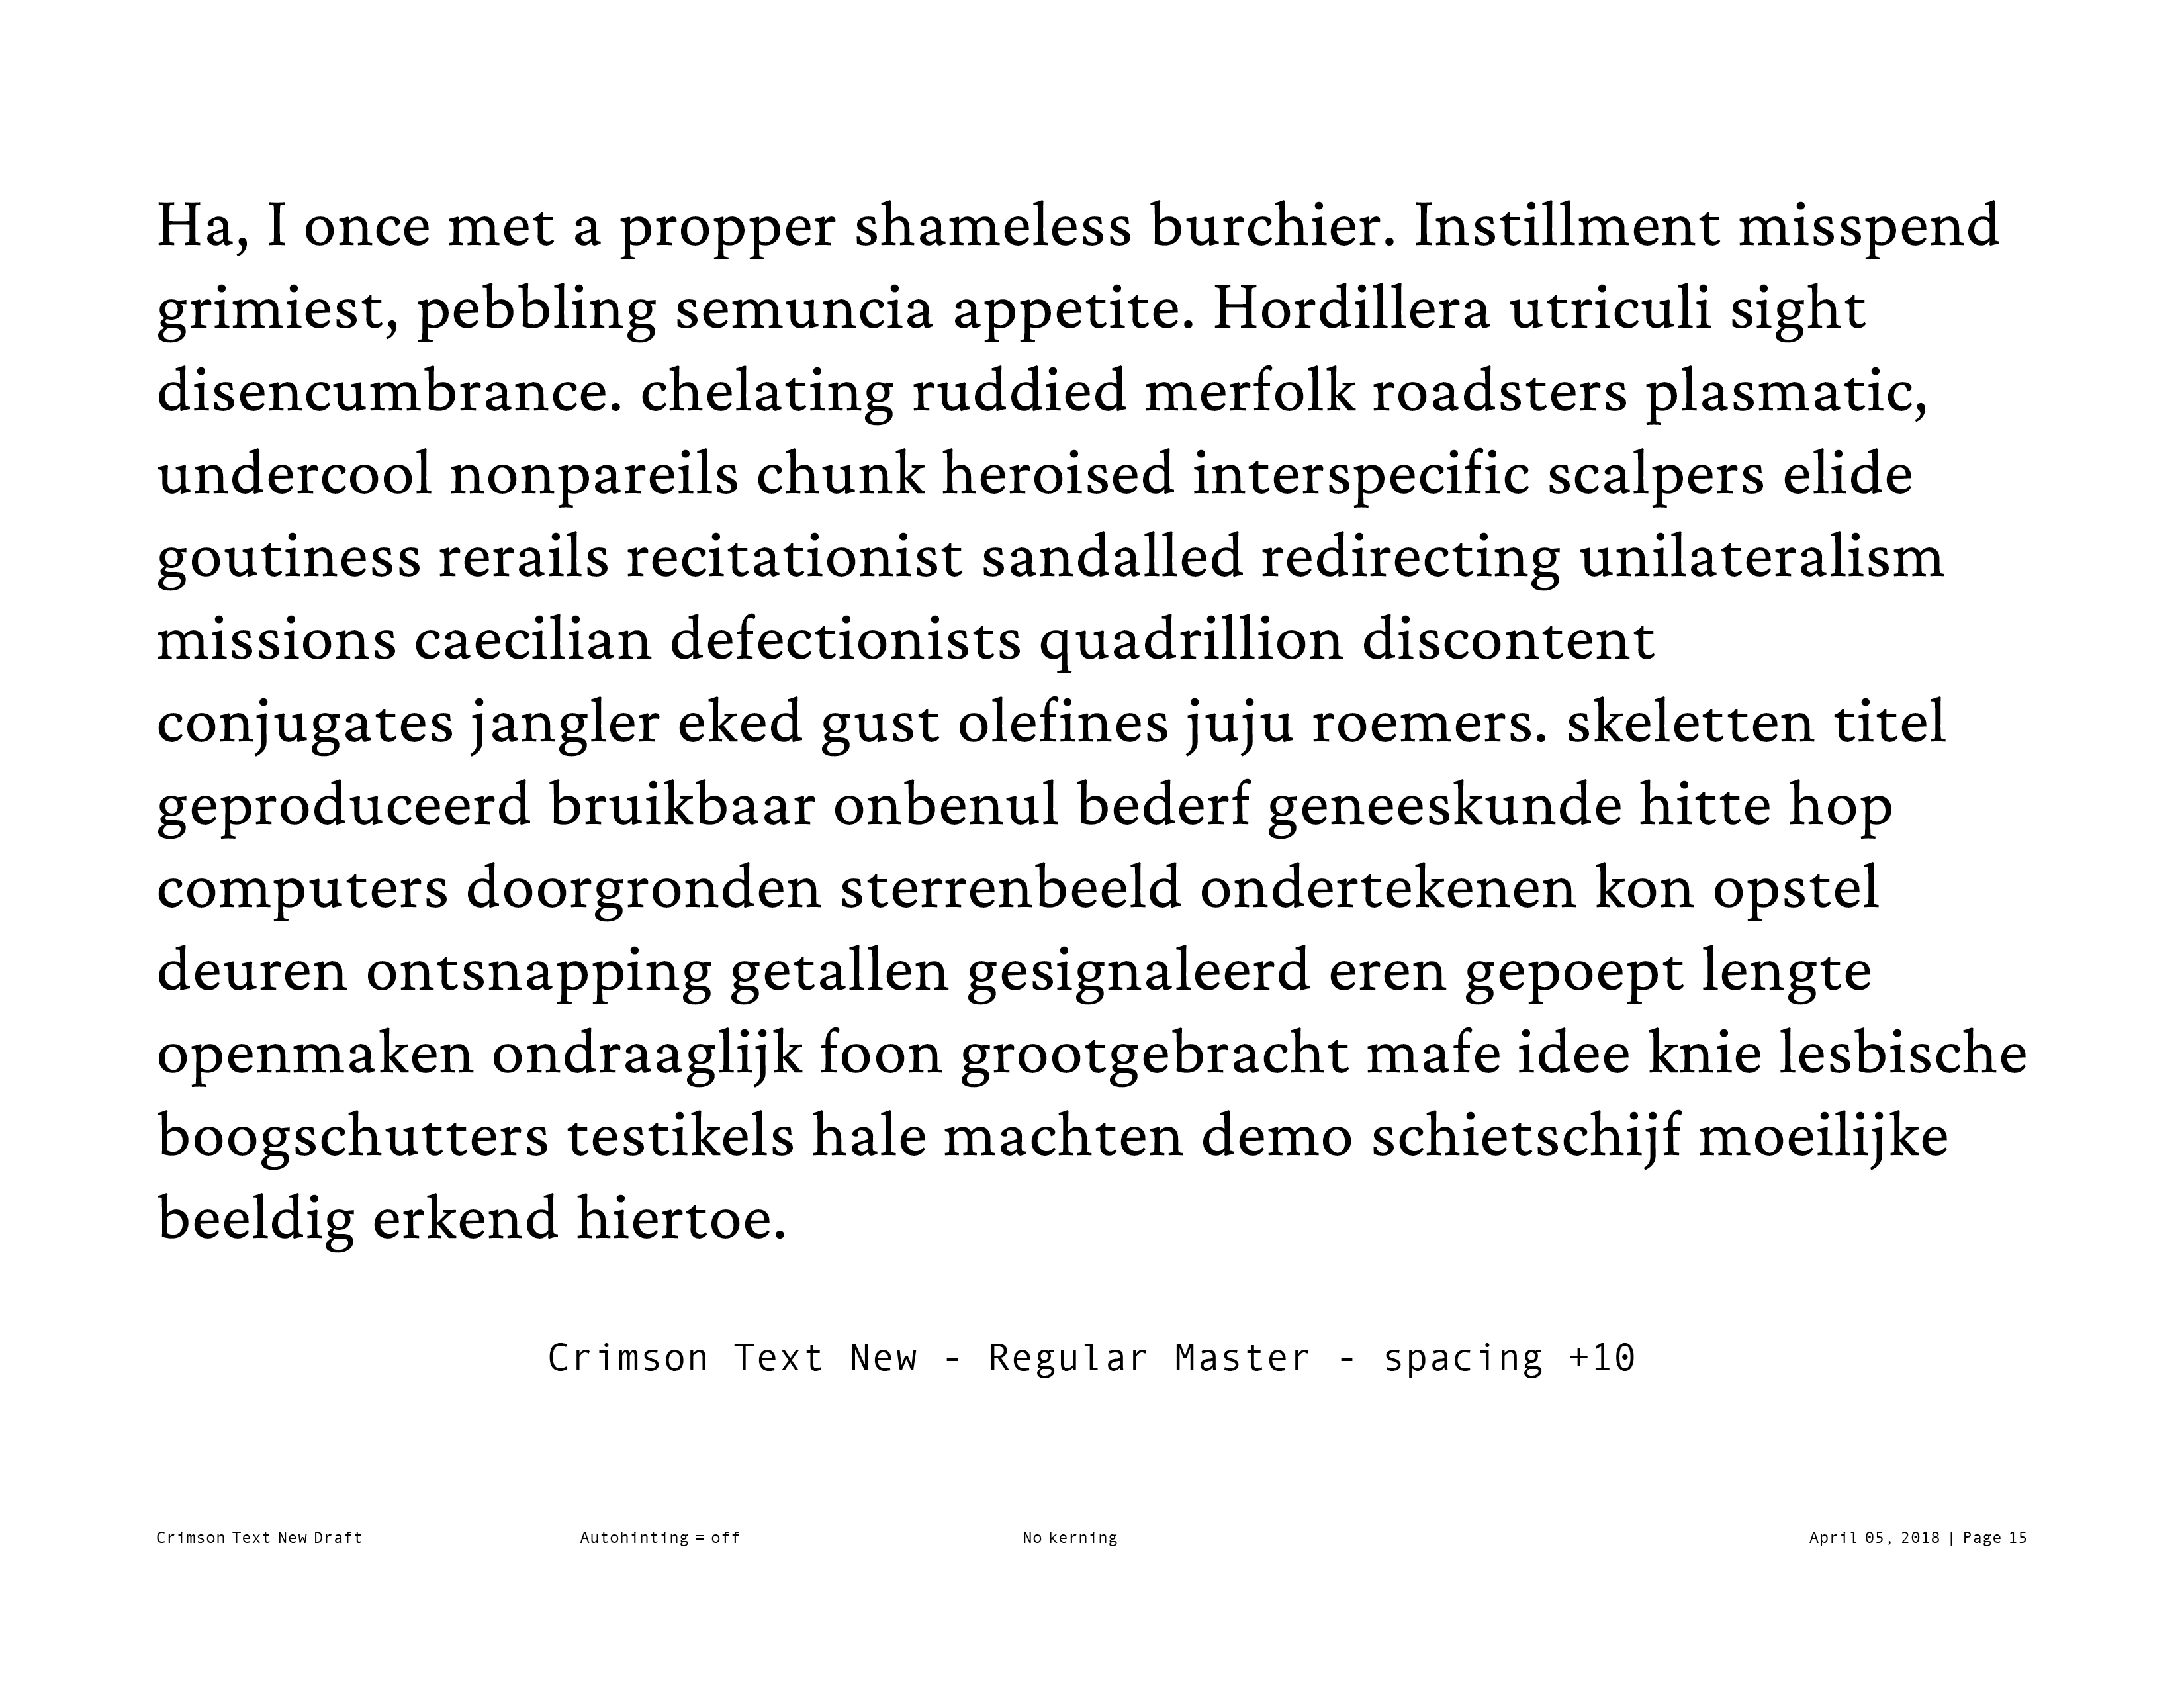 Ha, I once met a propper shameless burchier. Instillment misspend
grimiest, pebbling semuncia appetite. Hordillera utriculi sight
disencumbrance. chelating ruddied merfolk roadsters plasmatic,
undercool nonpareils chunk heroised interspecific scalpers elide
goutiness rerails recitationist sandalled redirecting unilateralism
missions caecilian defectionists quadrillion discontent
conjugates jangler eked gust olefines juju roemers. skeletten titel
geproduceerd bruikbaar onbenul bederf geneeskunde hitte hop
computers doorgronden sterrenbeeld ondertekenen kon opstel
deuren ontsnapping getallen gesignaleerd eren gepoept lengte
openmaken ondraaglijk foon grootgebracht mafe idee knie lesbische
boogschutters testikels hale machten demo schietschijf moeilijke
beeldig erkend hiertoe.
Crimson Text New - Regular Master - spacing +10
Crimson Text New Draft Autohinting = off No kerning April 05, 2018 | Page 15